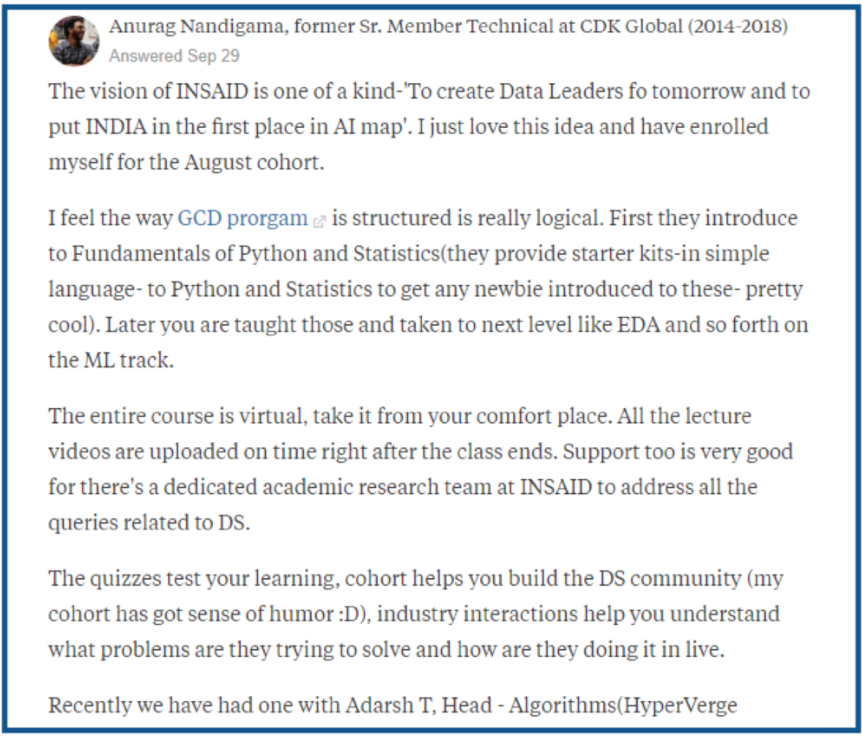 Anurag Nandigama, former Sr. Member Technical at CDK Global (2014-2018)
Answered Sep 29
The vision of INSAID is one of a kind-'To create Data Leaders fo tomorrow and to
put INDIA in the first place in AI map'. I just love this idea and have enrolled
myself for the August cohort.
I feel the way GCD prorgam is structured is really logical. First they introduce
to Fundamentals of Python and Statistics(they provide starter kits-in simple
language- to Python and Statistics to get any newbie introduced to these- pretty
cool). Later you are taught those and taken to next level like EDA and so forth on
the ML track.
The entire course is virtual, take it from your comfort place. All the lecture
videos are uploaded on time right after the class ends. Support too is very good
for there's a dedicated academic research team at INSAID to address all the
queries related to DS.
The quizzes test your learning, cohort helps you build the DS community (my
cohort has got sense of humor :D), industry interactions help you understand
what problems are they trying to solve and how are they doing it in live.
Recently we have had one with Adarsh T, Head - Algorithms(HyperVerge